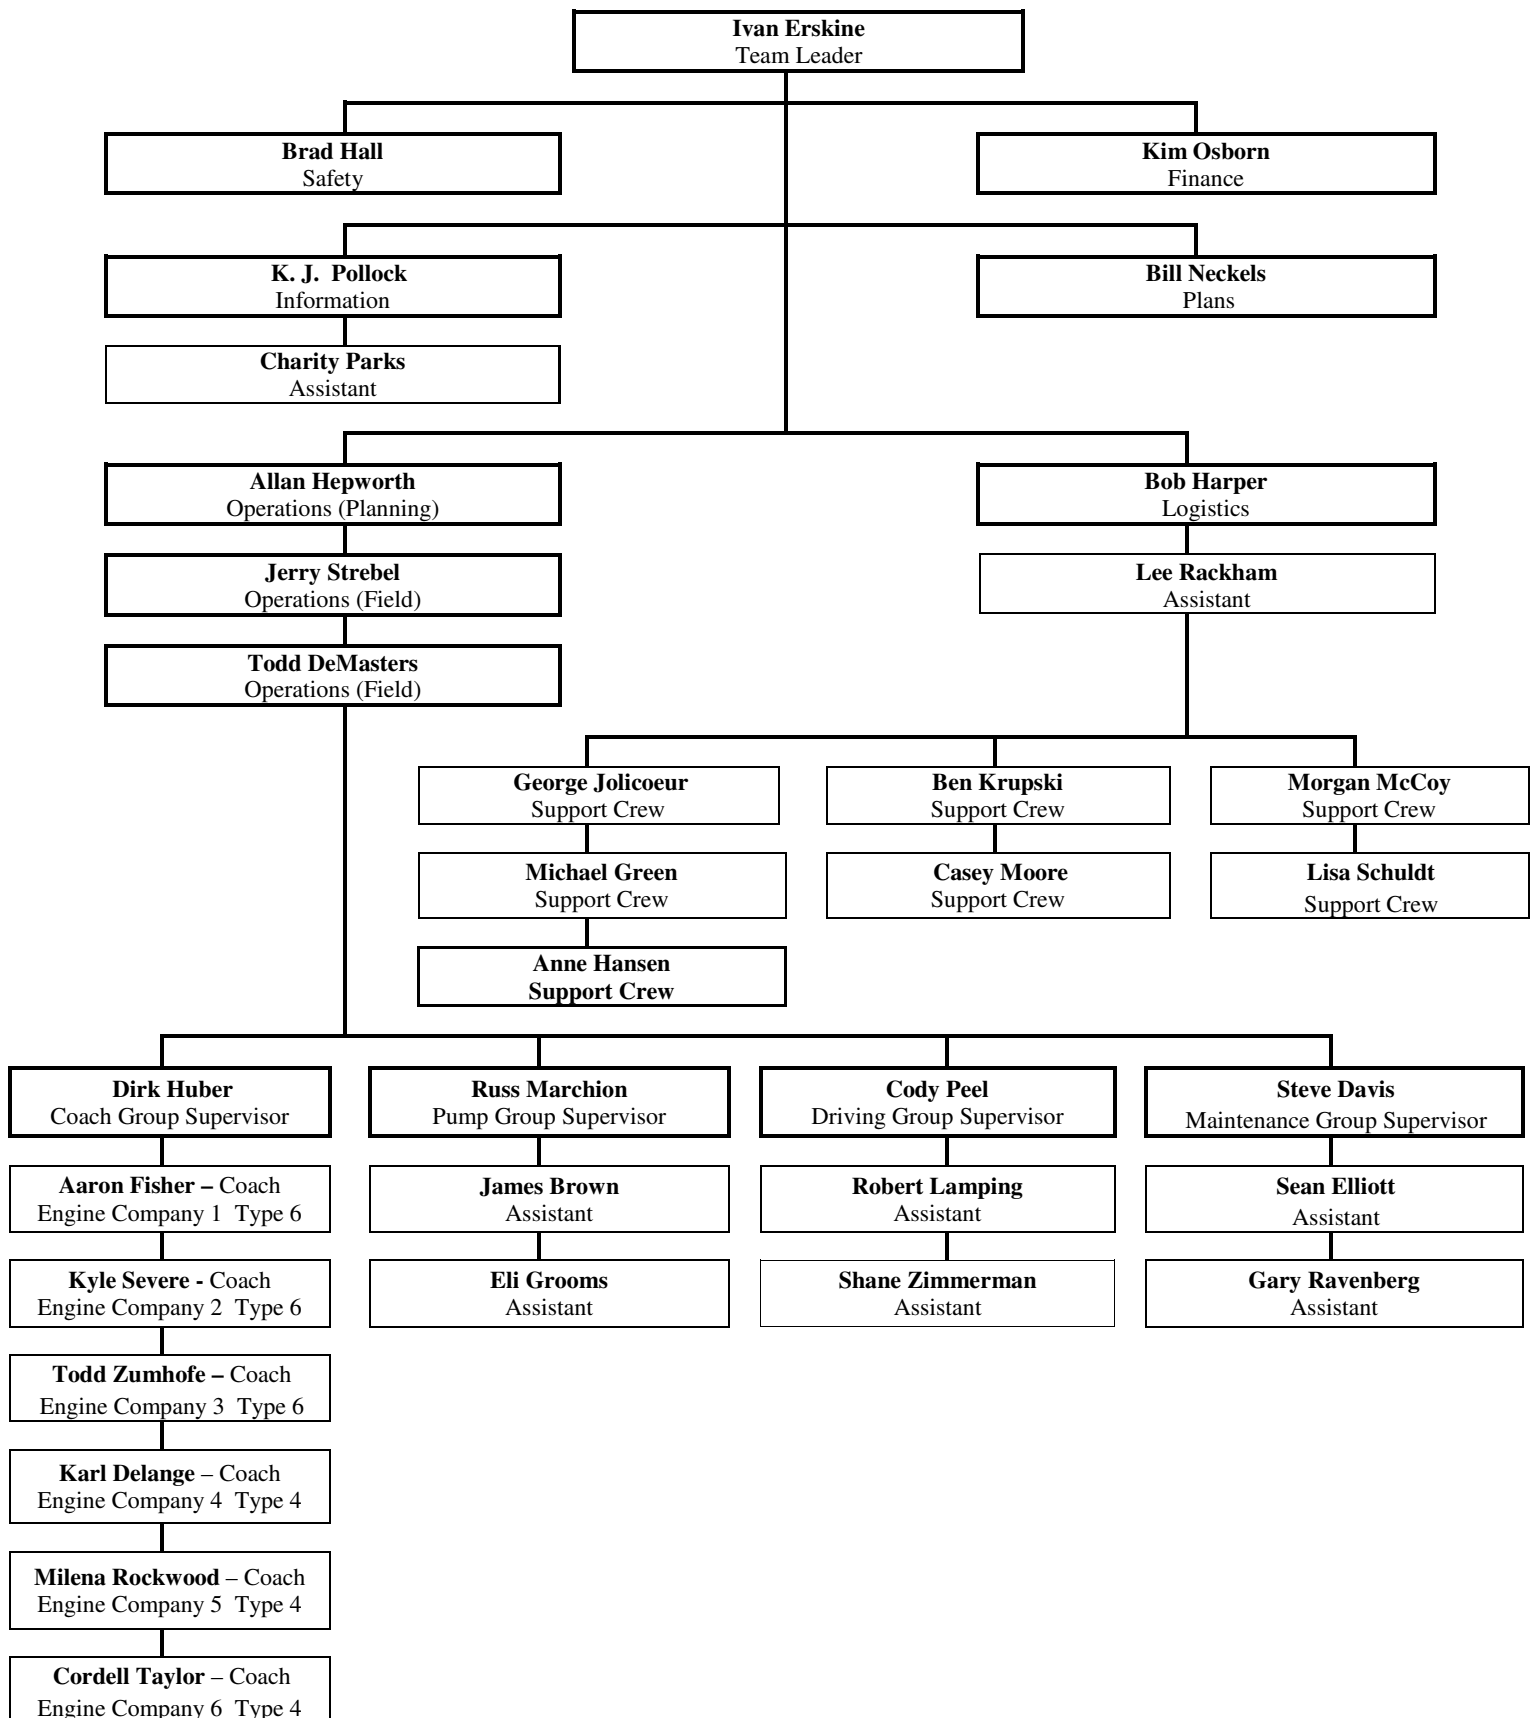 Ivan Erskine
Team Leader
Brad Hall
Safety
Kim Osborn
Finance
K. J.  Pollock
Information
Bill Neckels
Plans
Charity Parks
Assistant
Allan Hepworth
Operations (Planning)
Bob Harper
Logistics
Jerry Strebel
Operations (Field)
Lee Rackham
Assistant
Todd DeMasters
Operations (Field)
George Jolicoeur
Support Crew
Ben Krupski
Support Crew
Morgan McCoy
Support Crew
Michael Green
Support Crew
Casey Moore
Support Crew
Lisa Schuldt
Support Crew
Anne Hansen
Support Crew
Dirk Huber
Coach Group Supervisor
Russ Marchion
Pump Group Supervisor
Cody Peel
Driving Group Supervisor
Steve Davis
Maintenance Group Supervisor
Aaron Fisher – Coach
Engine Company 1  Type 6
James Brown
Assistant
Robert Lamping
Assistant
Sean Elliott
Assistant
Kyle Severe - Coach
Engine Company 2  Type 6
Eli Grooms
Assistant
Shane Zimmerman
Assistant
Gary Ravenberg
Assistant
Todd Zumhofe – Coach
Engine Company 3  Type 6
Karl Delange – Coach
Engine Company 4  Type 4
Milena Rockwood – Coach
Engine Company 5  Type 4
Cordell Taylor – Coach
Engine Company 6  Type 4